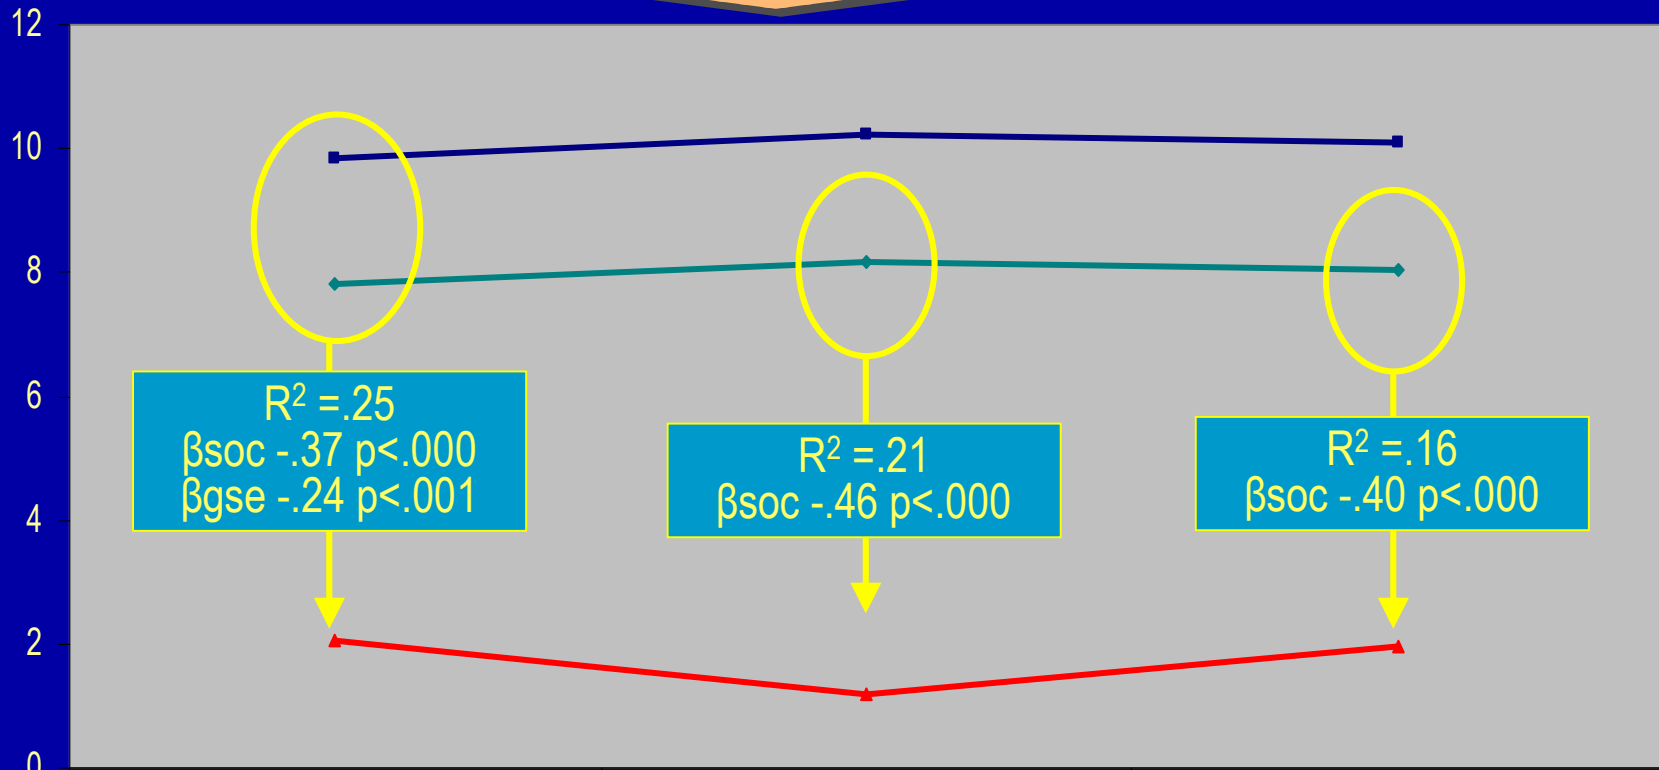 12
10
8
6
4
2
0
R² =.25
βsoc -.37 p<.000
βgse -.24 p<.001
R² =.21
βsoc -.46 p<.000
R² =.16
βsoc -.40 p<.000